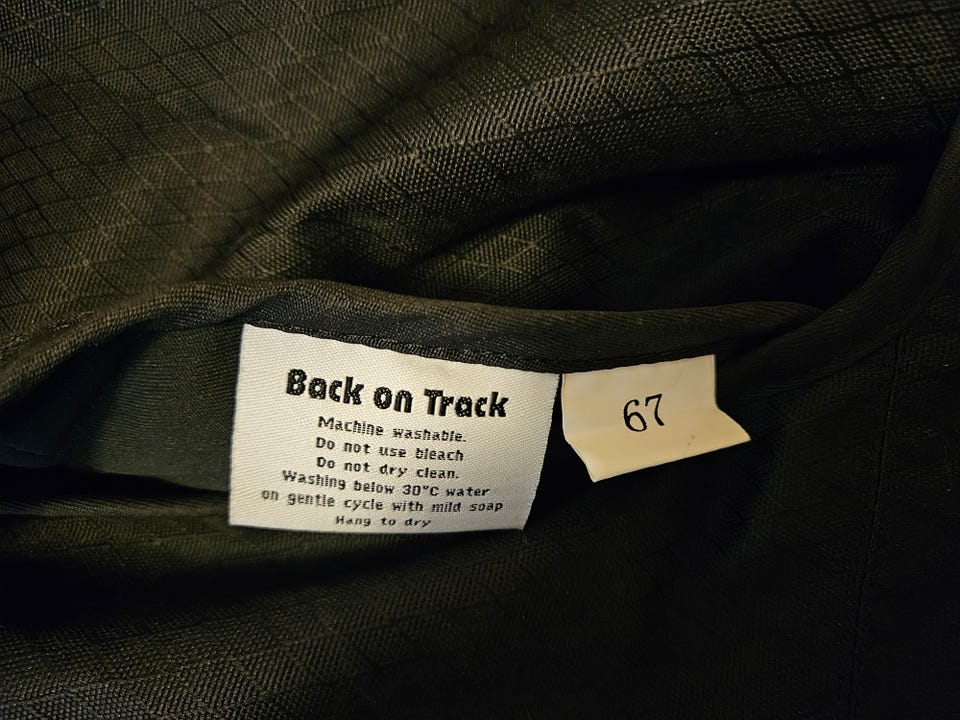 Back on Track
Machine washable.
Do not use bleach
Do not dry clean.
Washing below 30°C water
on gentle cycle with mild soap
Hang to dry
67